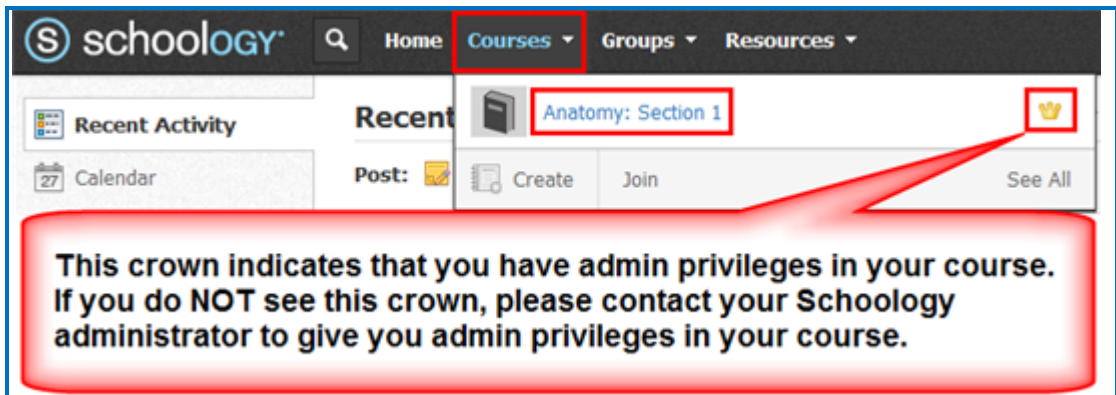 S schoology Home Courses Groups Resources
Recent Activity Recent Anatomy: Section 1
27 Calendar Post: Create Join See All
This crown indicates that you have admin privileges in your course.
If you do NOT see this crown, please contact your Schoology
administrator to give you admin privileges in your course.